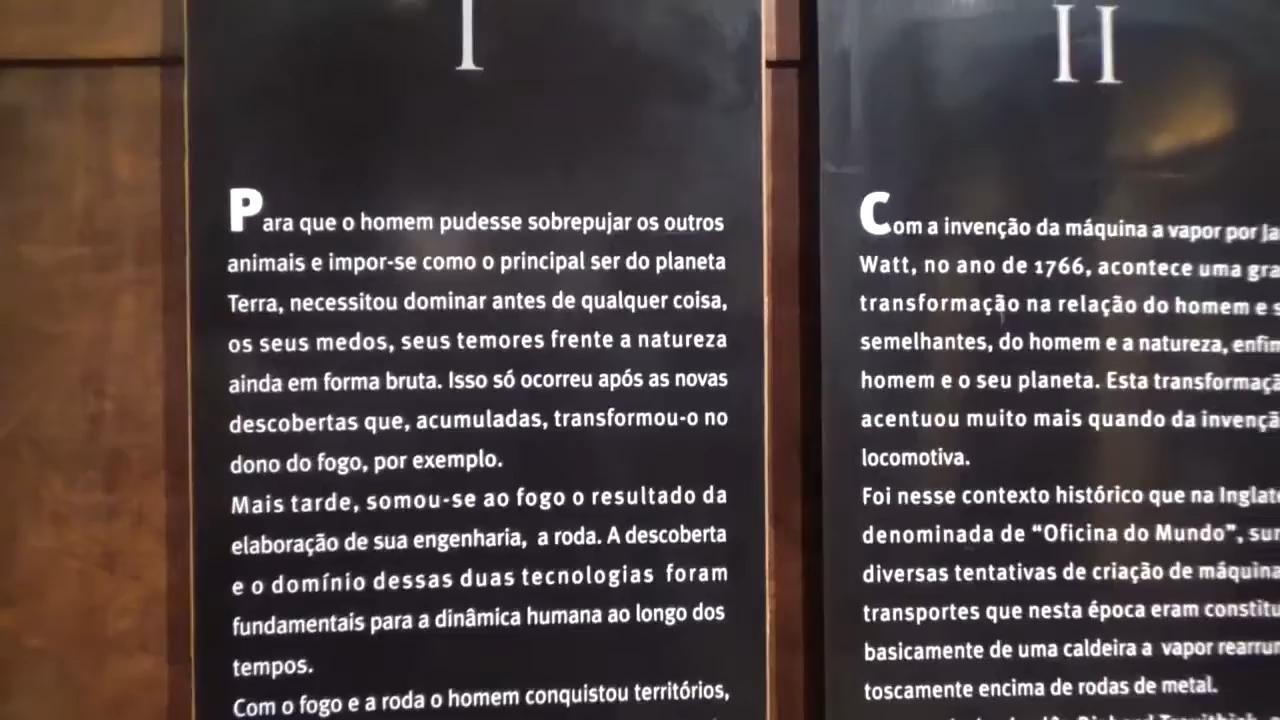 I
Para que o homem pudesse sobrepujar os outros
animais e impor-se como o principal ser do planeta
Terra, necessitou dominar antes de qualquer coisa,
os seus medos, seus temores frente a natureza
ainda em forma bruta. Isso só ocorreu após as novas
descobertas que, acumuladas, transformou-o no
dono do fogo, por exemplo.
Mais tarde, somou-se ao fogo o resultado da
elaboração de sua engenharia, a roda. A descoberta
e o domínio dessas duas tecnologias foram
fundamentais para a dinâmica humana ao longo dos
tempos.
Com o fogo e a roda o homem conquistou territórios,
II
Com a invenção da máquina a vapor por
Watt, no ano de 1766, acontece uma
transformação na relação do homem e
semelhantes, do homem e a natureza,
homem e o seu planeta. Esta
acentuou muito mais quando da
locomotiva.
Foi nesse contexto histórico que na
denominada de “Oficina do Mundo”,
diversas tentativas de criação de
transportes que nesta época eram
basicamente de uma caldeira a vapor
toscamente encima de rodas de metal.